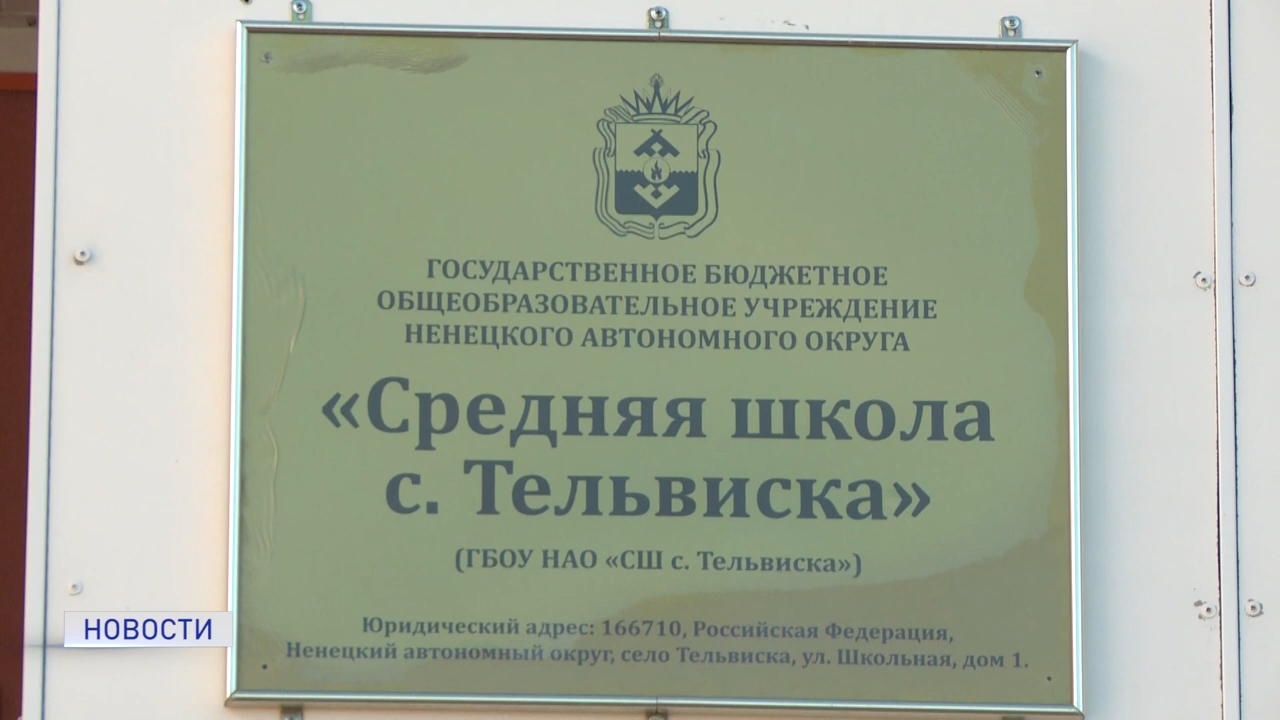 ГОСУДАРСТВЕННОЕ БЮДЖЕТНОЕ
ОБЩЕОБРАЗОВАТЕЛЬНОЕ УЧРЕЖДЕНИЕ
НЕНЕЦКОГО АВТОНОМНОГО ОКРУГА
«Средняя школа
с. Тельвиска»
(ГБОУ НАО «СШ с. Тельвиска»)
Юридический адрес: 166710, Российская Федерация,
Ненецкий автономный округ, село Тельвиска, ул. Школьная, дом 1.
НОВОСТИ